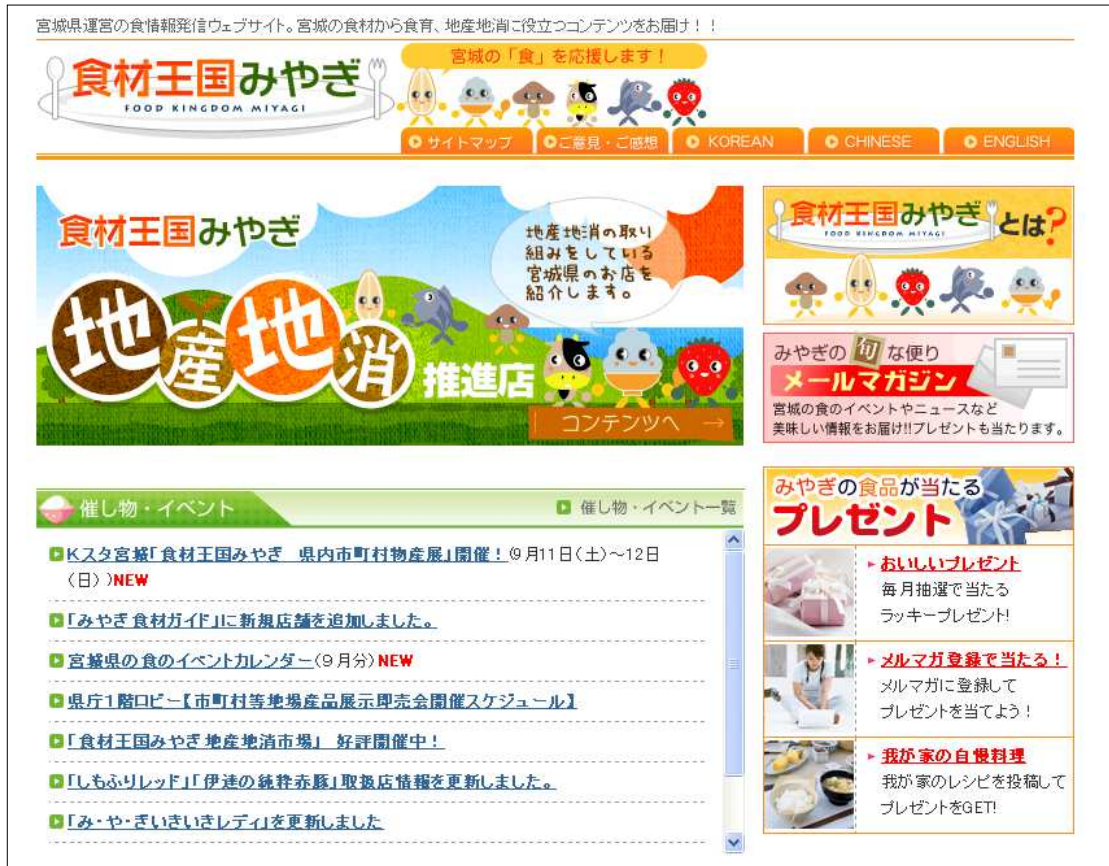 宮城県運営の食情報発信ウェブサイト。宮城の食材から食育、地産地消に役立つコンテンツをお届け！！
宮城の「食」を応援します！
食材王国みやぎ
FOOD KINGDOM MIYAGI
サイトマップ
ご意見・ご感想
KOREAN
CHINESE
ENGLISH
食材王国みやぎ
地産地消の取り
組みをしている
宮城県のお店を
紹介します。
地産地消推進店
コンテンツへ →
食材王国みやぎとは?
FOOD KINGDOM MIYAGI
みやぎの旬な便り
メールマガジン
宮城の食のイベントやニュースなど
美味しい情報をお届け!!プレゼントも当たります。
催し物・イベント
催し物・イベント一覧
Kスタ宮城「食材王国みやぎ　県内市町村物産展」開催！(9月11日(土)～12日
(日) )NEW
「みやぎ食材ガイド」に新規店舗を追加しました。
宮城県の食のイベントカレンダー(9月分)NEW
県庁1階ロビー【市町村等地場産品展示即売会開催スケジュール】
「食材王国みやぎ地産地消市場」　好評開催中！
「しもふりレッド」「伊達の純粋赤豚」取扱店情報を更新しました。
「み・や・ぎいきいきレディ」を更新しました
みやぎの食品が当たる
プレゼント
おいしいプレゼント
毎月抽選で当たる
ラッキープレゼント!
メルマガ登録で当たる！
メルマガに登録して
プレゼントを当てよう！
我が家の自慢料理
我が家のレシピを投稿して
プレゼントをGET!